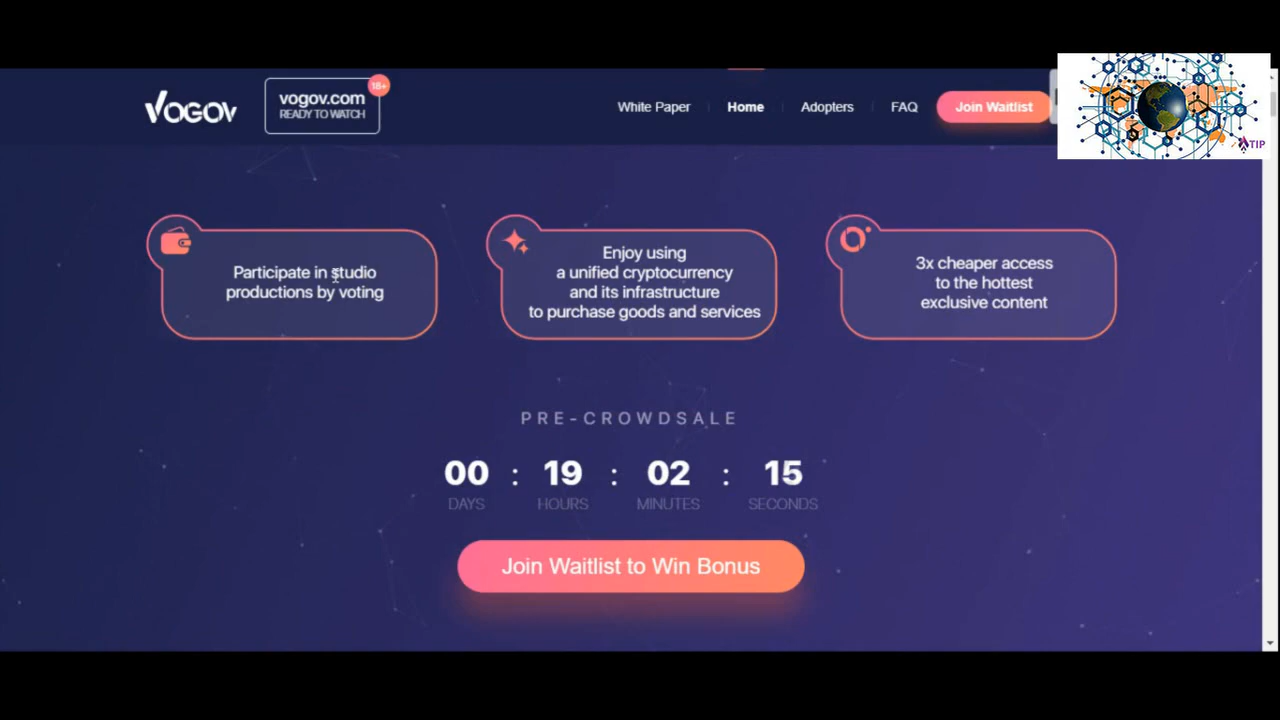 VOGOV
vogov.com
READY TO WATCH
18+
White Paper
Home
Adopters
FAQ
Join Waitlist
TIP
Participate in studio
productions by voting
Enjoy using
a unified cryptocurrency
and its infrastructure
to purchase goods and services
3x cheaper access
to the hottest
exclusive content
PRE-CROWDSALE
00 : 19 : 02 : 15
DAYS HOURS MINUTES SECONDS
Join Waitlist to Win Bonus